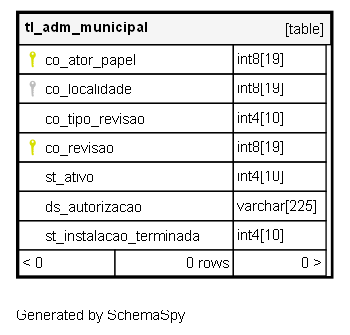 tl_adm_municipal [table]
co_ator_papel int8[19]
co_localidade int8[19]
co_tipo_revisao int4[10]
co_revisao int8[19]
st_ativo int4[10]
ds_autorizacao varchar[225]
st_instalacao_terminada int4[10]
< 0 0 rows 0 >
Generated by SchemaSpy